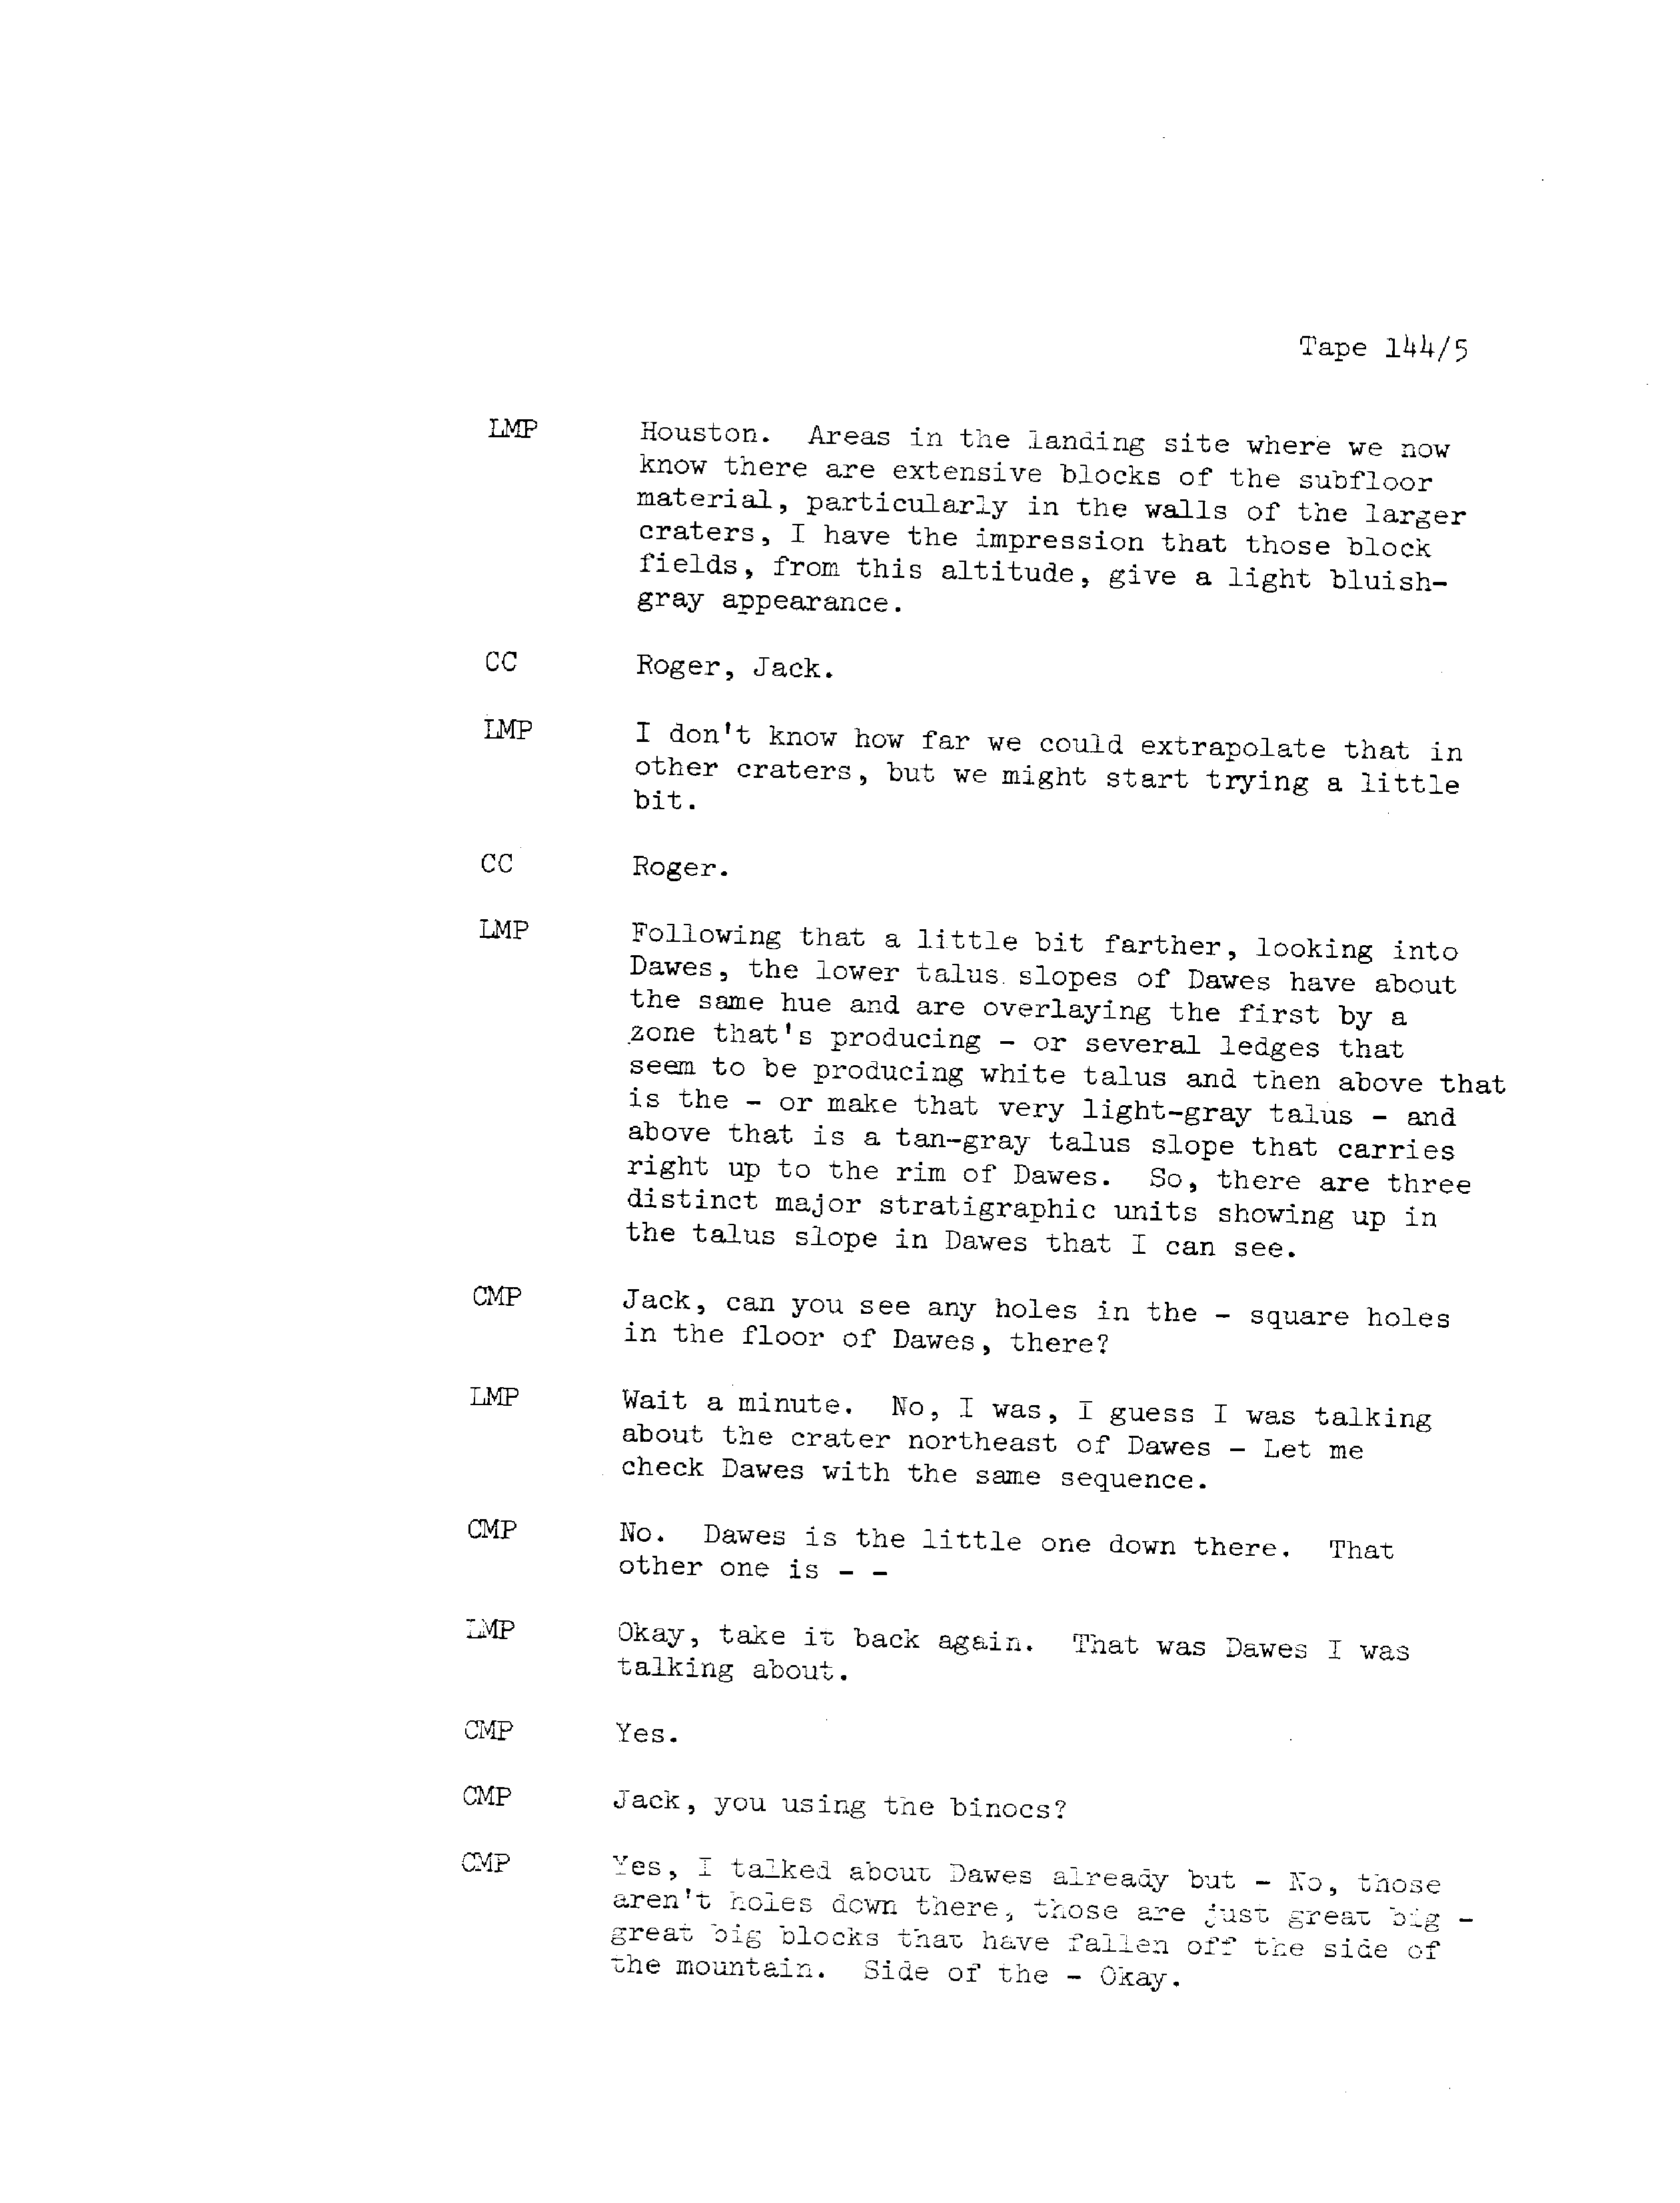 Tape 144/5
LMP Houston. Areas in the landing site where we now
know there are extensive blocks of the subfloor
material, particularly in the walls of the larger
craters, I have the impression that those block
fields, from this altitude, give a light bluish-
gray appearance.
CC Roger, Jack.
LMP I don't know how far we could extrapolate that in
other craters, but we might start trying a little
bit.
CC Roger.
LMP Following that a little bit farther, looking into
Dawes, the lower talus slopes of Dawes have about
the same hue and are overlaying the first by a
zone that's producing - or several ledges that
seem to be producing white talus and then above that
is the - or make that very light-gray talus - and
above that is a tan-gray talus slope that carries
right up to the rim of Dawes. So, there are three
distinct major stratigraphic units showing up in
the talus slope in Dawes that I can see.
CMP Jack, can you see any holes in the - square holes
in the floor of Dawes, there?
LMP Wait a minute. No, I was, I guess I was talking
about the crater northeast of Dawes - Let me
check Dawes with the same sequence.
CMP No. Dawes is the little one down there. That
other one is - -
LMP Okay, take it back again. That was Dawes I was
talking about.
CMP Yes.
CMP Jack, you using the binocs?
CMP Yes, I talked about Dawes already but - No, those
aren't holes down there, those are just great big -
great big blocks that have fallen off the side of
the mountain. Side of the - Okay.